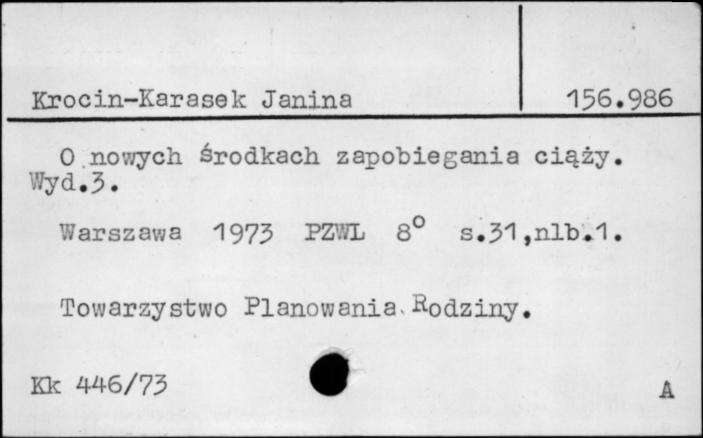 Krocin-Karasek Janina 156.986
O nowych środkach zapobiegania ciąży.
Wyd.3.
Warszawa 1973 PZWL 8° s.31,nlb.1.
Towarzystwo Planowania Rodziny.
Kk 446/73 A